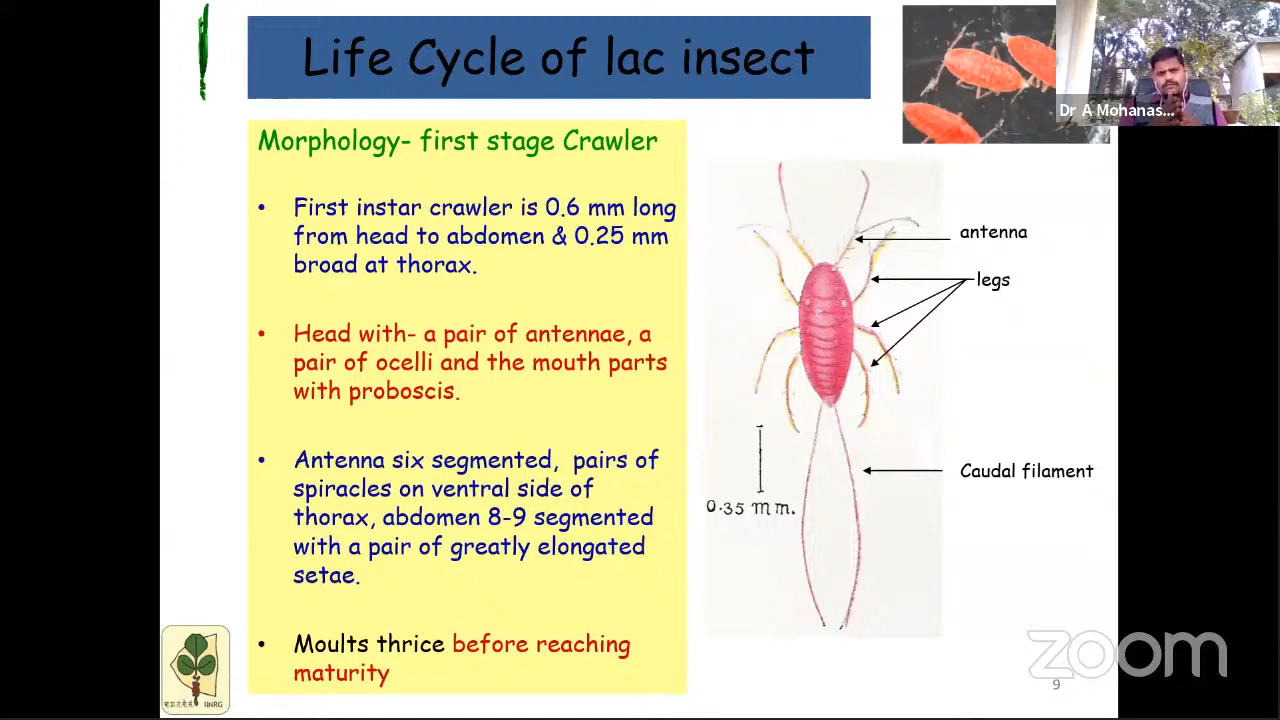 Life Cycle of lac insect
Dr A Mohanas...
Morphology- first stage Crawler
• First instar crawler is 0.6 mm long
from head to abdomen & 0.25 mm
broad at thorax.
• Head with- a pair of antennae, a
pair of ocelli and the mouth parts
with proboscis.
• Antenna six segmented, pairs of
spiracles on ventral side of
thorax, abdomen 8-9 segmented
with a pair of greatly elongated
setae.
• Moults thrice before reaching
maturity
antenna
legs
Caudal filament
0.35 mm.
IINRG
zoom
9